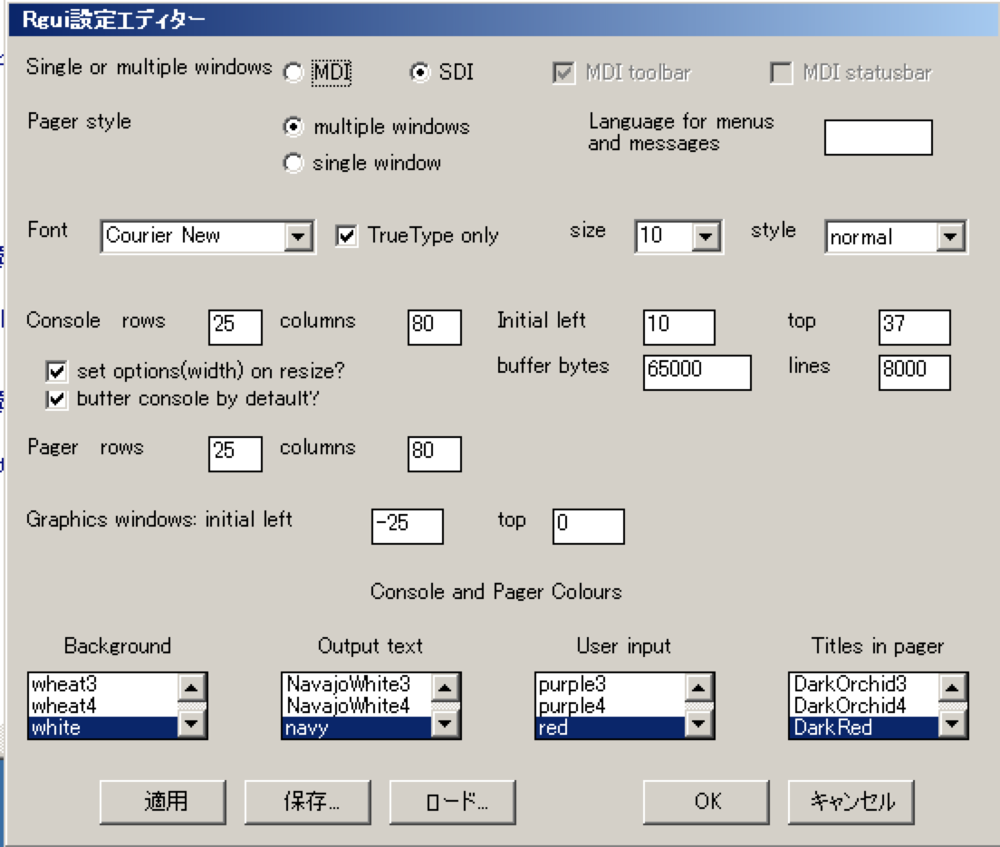 Rgui設定エディター
Single or multiple windows MDI SDI MDI toolbar MDI statusbar
Pager style multiple windows Language for menus
and messages
single window
Font Courier New TrueType only size 10 style normal
Console rows 25 columns 80 Initial left 10 top 37
set options(width) on resize? buffer bytes 65000 lines 8000
buffer console by default?
Pager rows 25 columns 80
Graphics windows: initial left -25 top 0
Console and Pager Colours
Background Output text User input Titles in pager
wheat3 NavajoWhite3 purple3 DarkOrchid3
wheat4 NavajoWhite4 purple4 DarkOrchid4
white navy red DarkRed
適用 保存... ロード... OK キャンセル